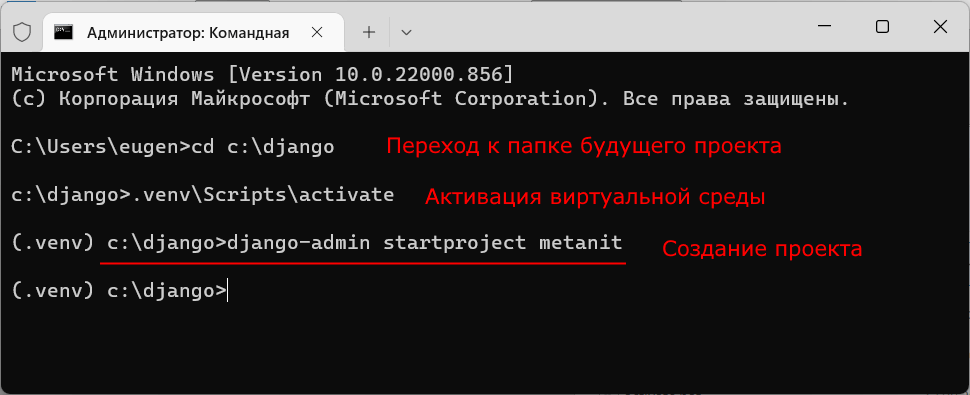 Администратор: Командная
Microsoft Windows [Version 10.0.22000.856]
(c) Корпорация Майкрософт (Microsoft Corporation). Все права защищены.
C:\Users\eugen>cd c:\django Переход к папке будущего проекта
c:\django>.venv\Scripts\activate Активация виртуальной среды
(.venv) c:\django>django-admin startproject metanit Создание проекта
(.venv) c:\django>